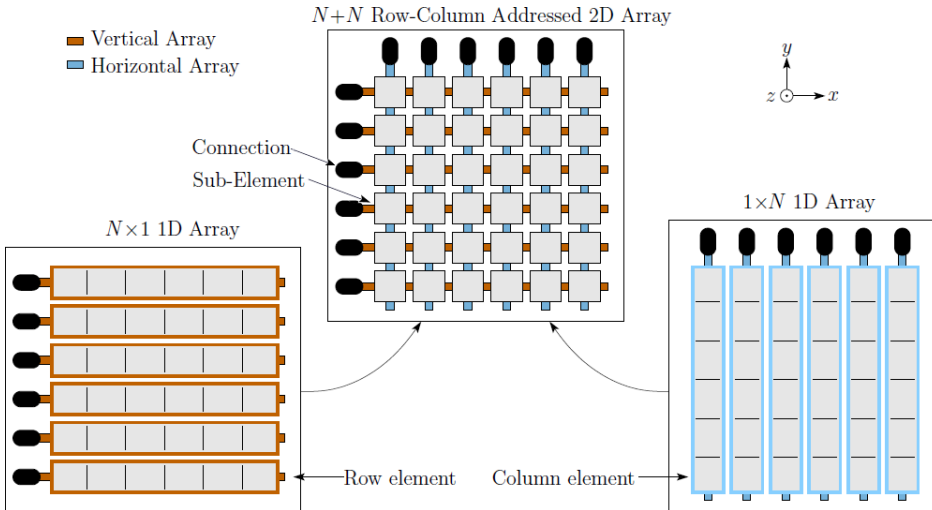 N+N Row-Column Addressed 2D Array
Vertical Array
Horizontal Array
y
z
x
Connection
Sub-Element
N×1 1D Array
1×N 1D Array
Row element
Column element